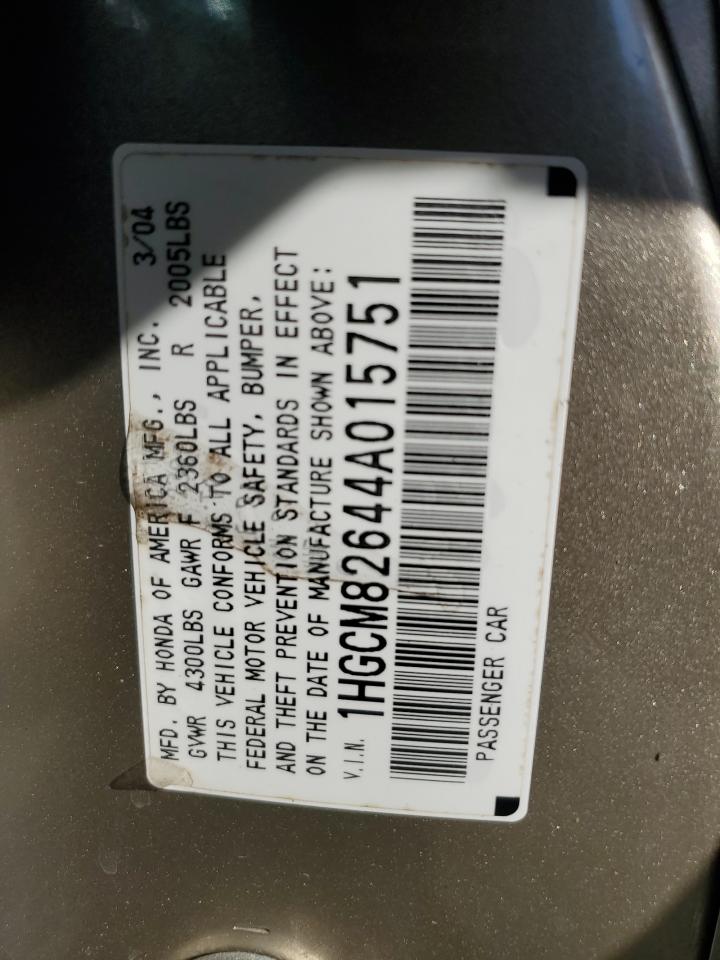 MFD. BY HONDA OF AMERICA MFG., INC. 3/04
GVWR 4300LBS GAWR F 2360LBS R 2005LBS
THIS VEHICLE CONFORMS TO ALL APPLICABLE
FEDERAL MOTOR VEHICLE SAFETY, BUMPER,
AND THEFT PREVENTION STANDARDS IN EFFECT
ON THE DATE OF MANUFACTURE SHOWN ABOVE:
V.I.N. 1HGCM82644A015751
PASSENGER CAR